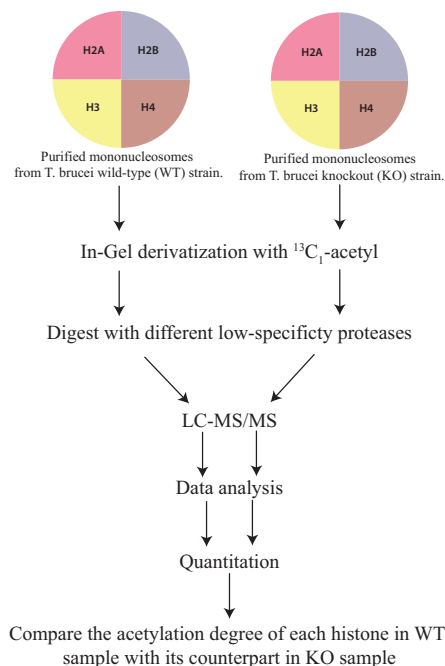 H2A H2B H2A H2B
H3 H4 H3 H4
Purified mononucleosomes Purified mononucleosomes
from T. brucei wild-type (WT) strain. from T. brucei knockout (KO) strain.
In-Gel derivatization with ¹³C₁-acetyl
Digest with different low-specificty proteases
LC-MS/MS
Data analysis
Quantitation
Compare the acetylation degree of each histone in WT
sample with its counterpart in KO sample